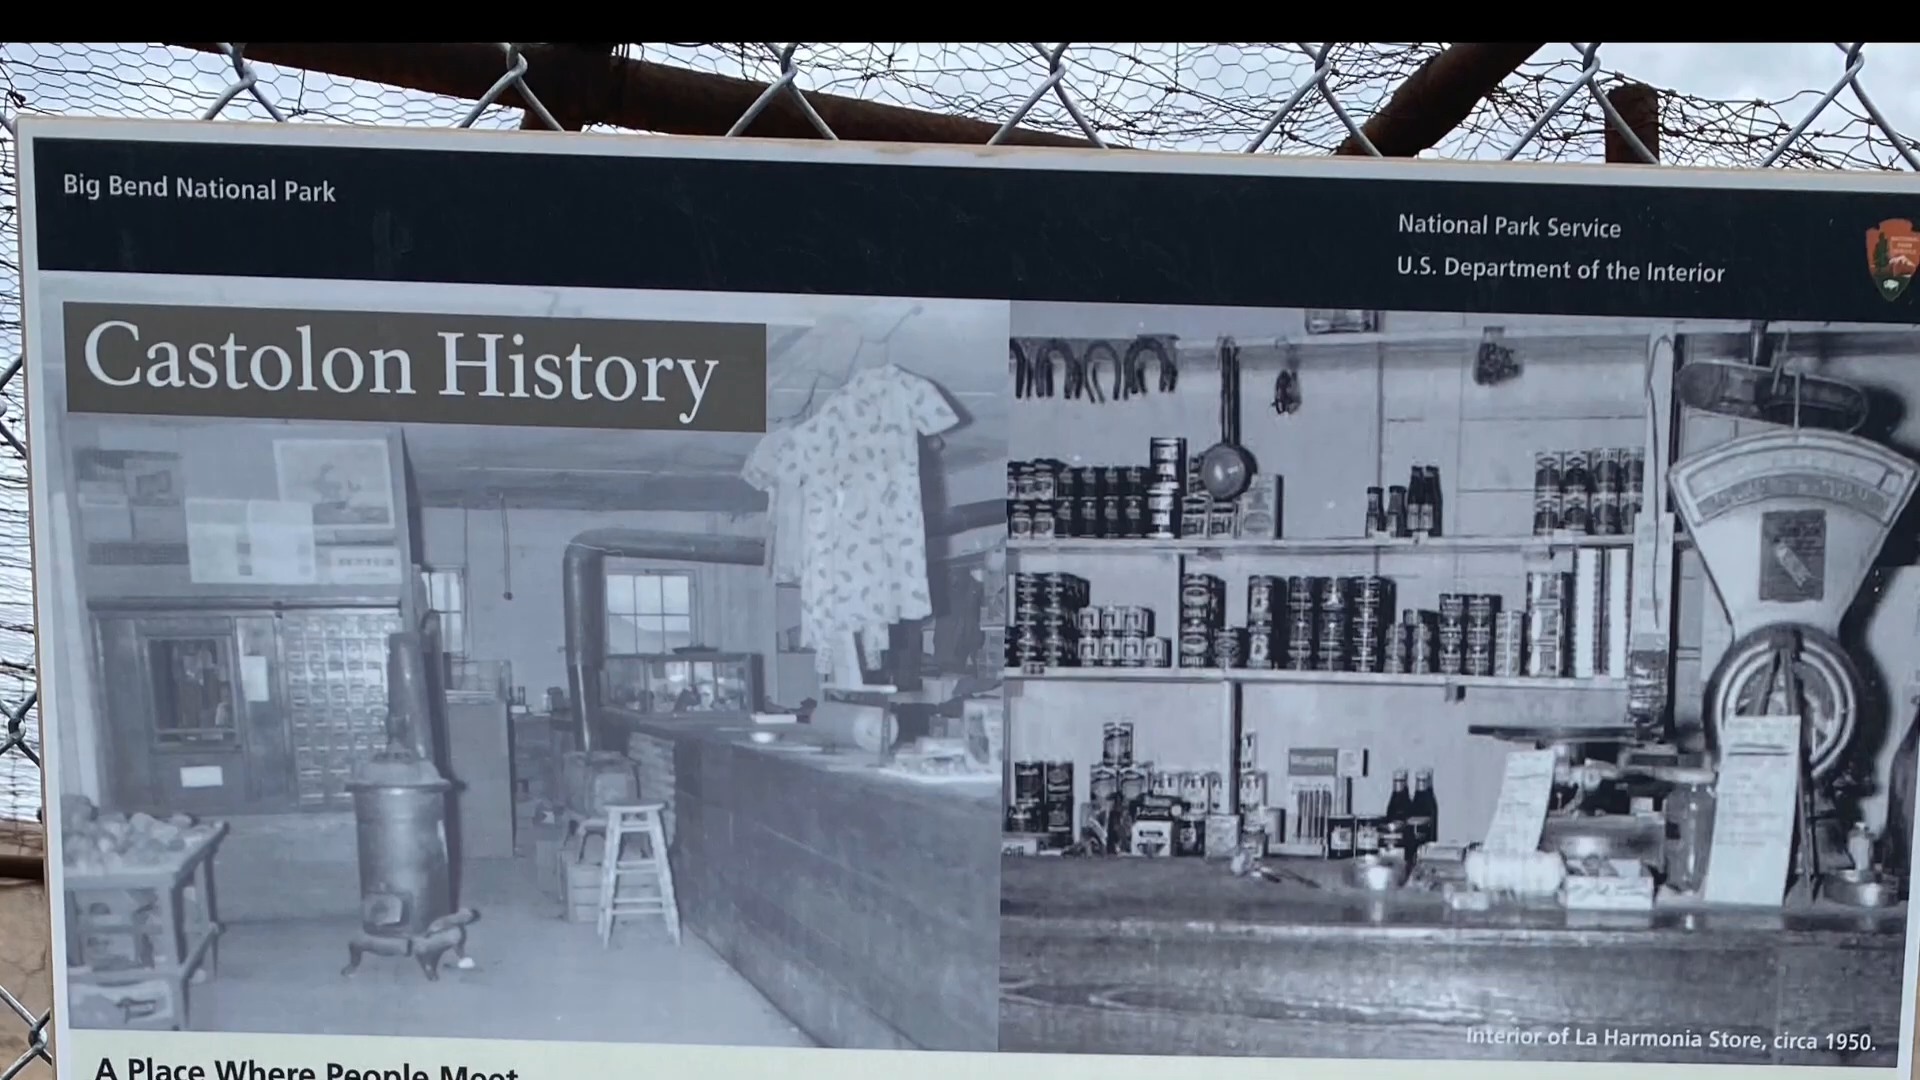 Big Bend National Park
National Park Service
U.S. Department of the Interior
Castolon History
Interior of La Harmonia Store, circa 1950.
A Place Where People Meet